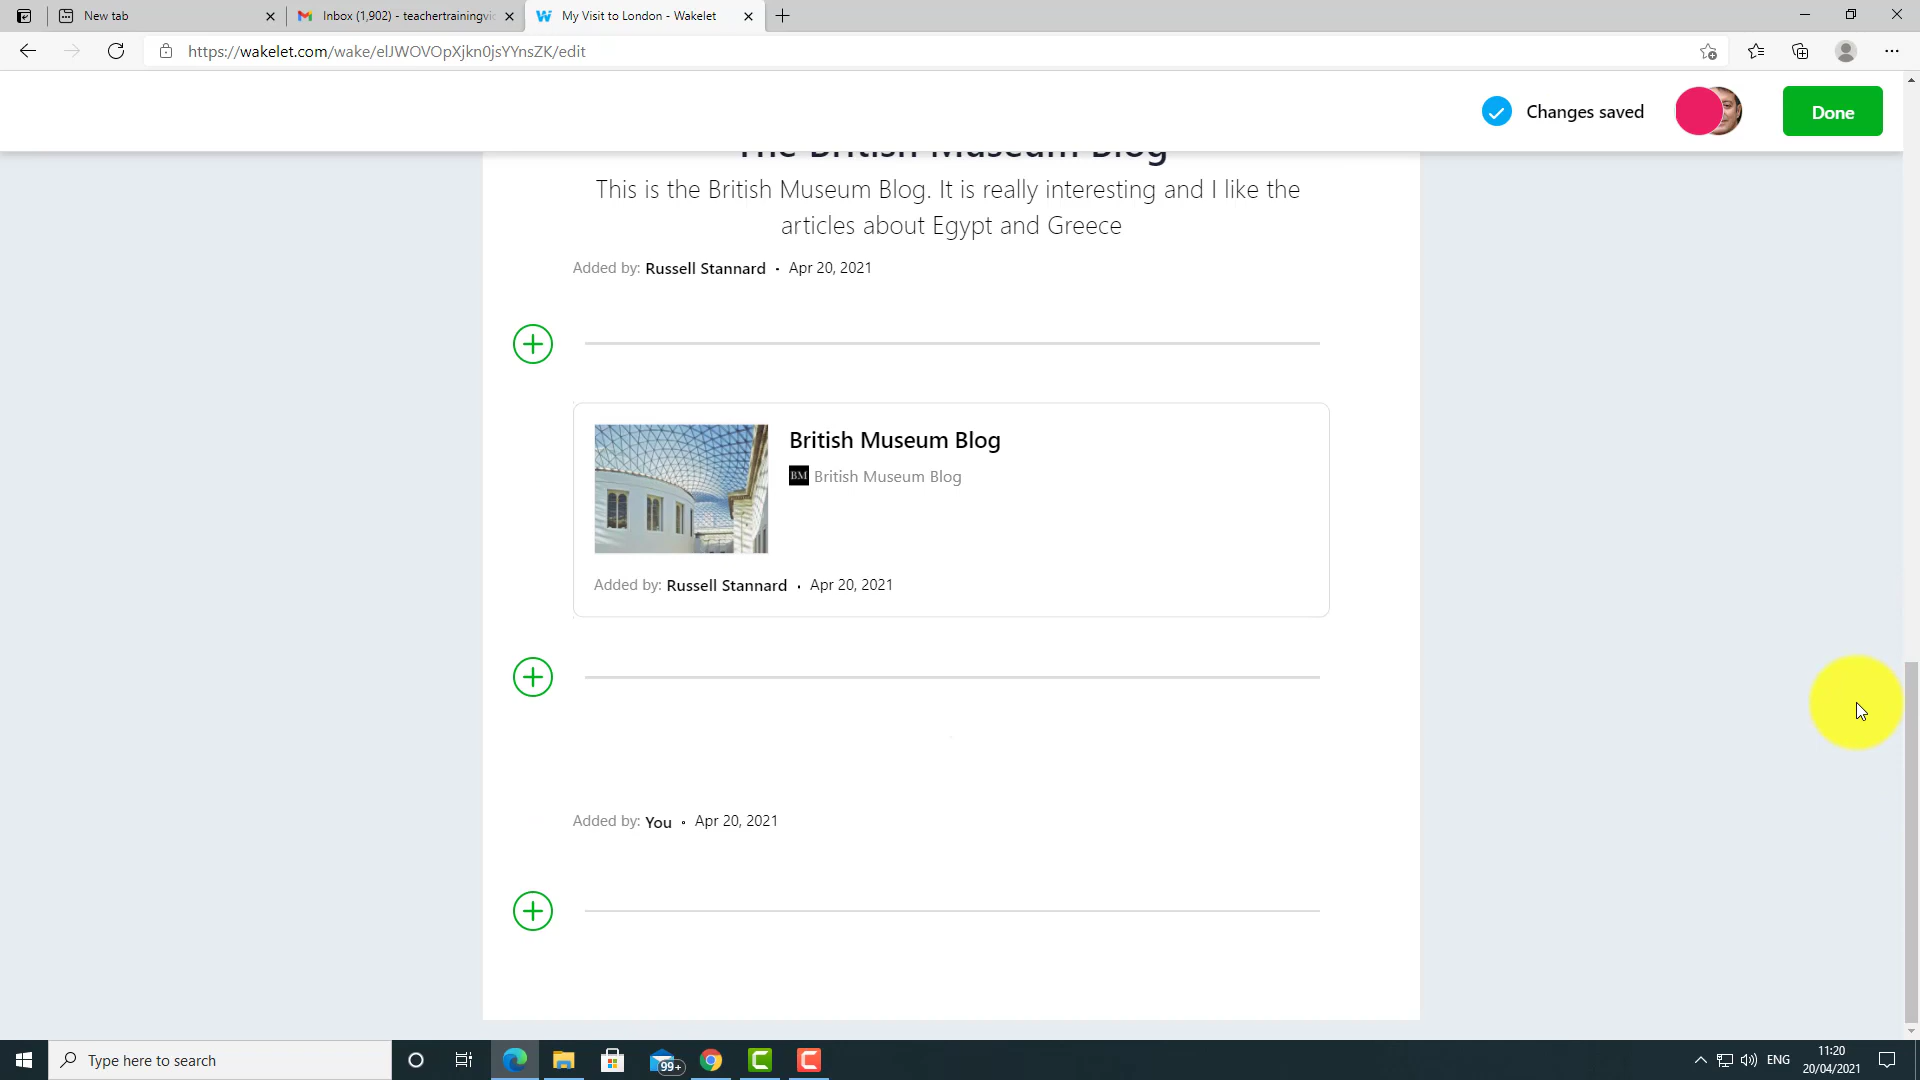 New tab
Inbox (1,902) - teachertrainingvi
My Visit to London - Wakelet
https://wakelet.com/wake/elJWOVOpXjkn0jsYYnsZK/edit
Changes saved
Done
The British Museum Blog
This is the British Museum Blog. It is really interesting and I like the
articles about Egypt and Greece
Added by: Russell Stannard • Apr 20, 2021
British Museum Blog
BM British Museum Blog
Added by: Russell Stannard • Apr 20, 2021
Added by: You • Apr 20, 2021
Type here to search
99+
ENG
11:20
20/04/2021